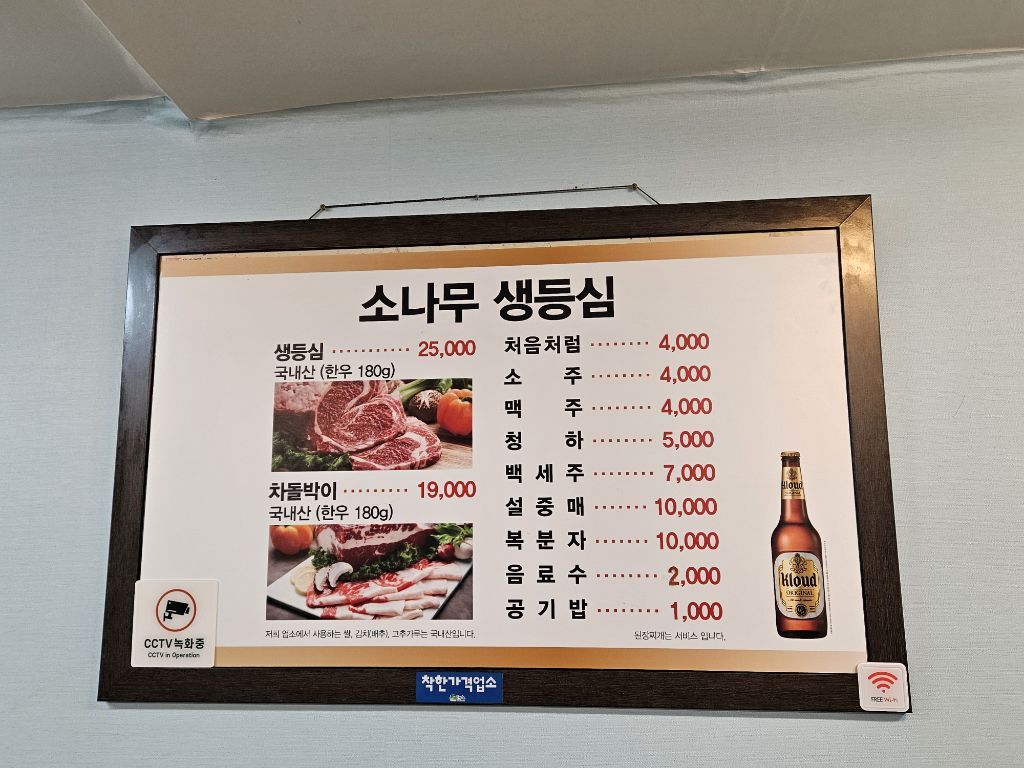 소나무 생등심
생등심 ··········· 25,000
국내산 (한우 180g)
차돌박이 ········· 19,000
국내산 (한우 180g)
저희 업소에서 사용하는 쌀, 김치(배추), 고추가루는 국내산입니다.
처음처럼 ········ 4,000
소 주 ········ 4,000
맥 주 ········ 4,000
청 하 ········ 5,000
백 세 주 ········ 7,000
설 중 매 ········ 10,000
복 분 자 ········ 10,000
음 료 수 ········ 2,000
공 기 밥 ········ 1,000
된장찌개는 서비스 입니다.
Kloud
ORIGINAL
Kloud
ORIGINAL
CCTV 녹화중
CCTV in Operation
착한가격업소
FREE Wi-Fi